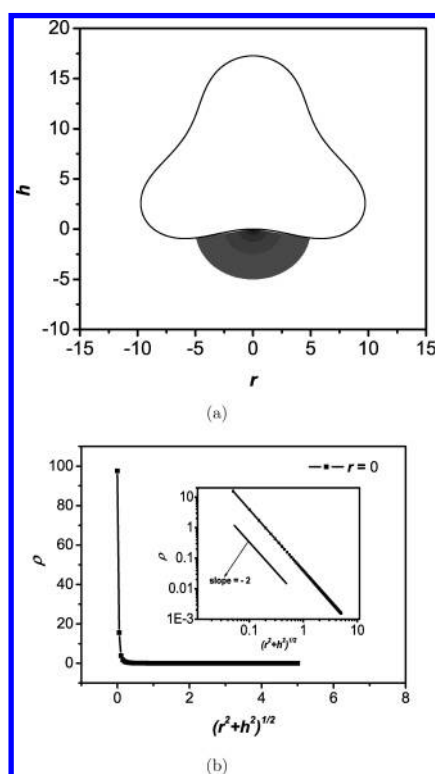 20
15
10
5
0
-5
-10
h
-15 -10 -5 0 5 10 15
r
(a)
100
80
60
40
20
0
ρ
r = 0
10
1
0.1
0.01
1E-3
ρ
slope = - 2
0.1 1 10
(r²+h²)^{1/2}
0 2 4 6 8
(r²+h²)^{1/2}
(b)